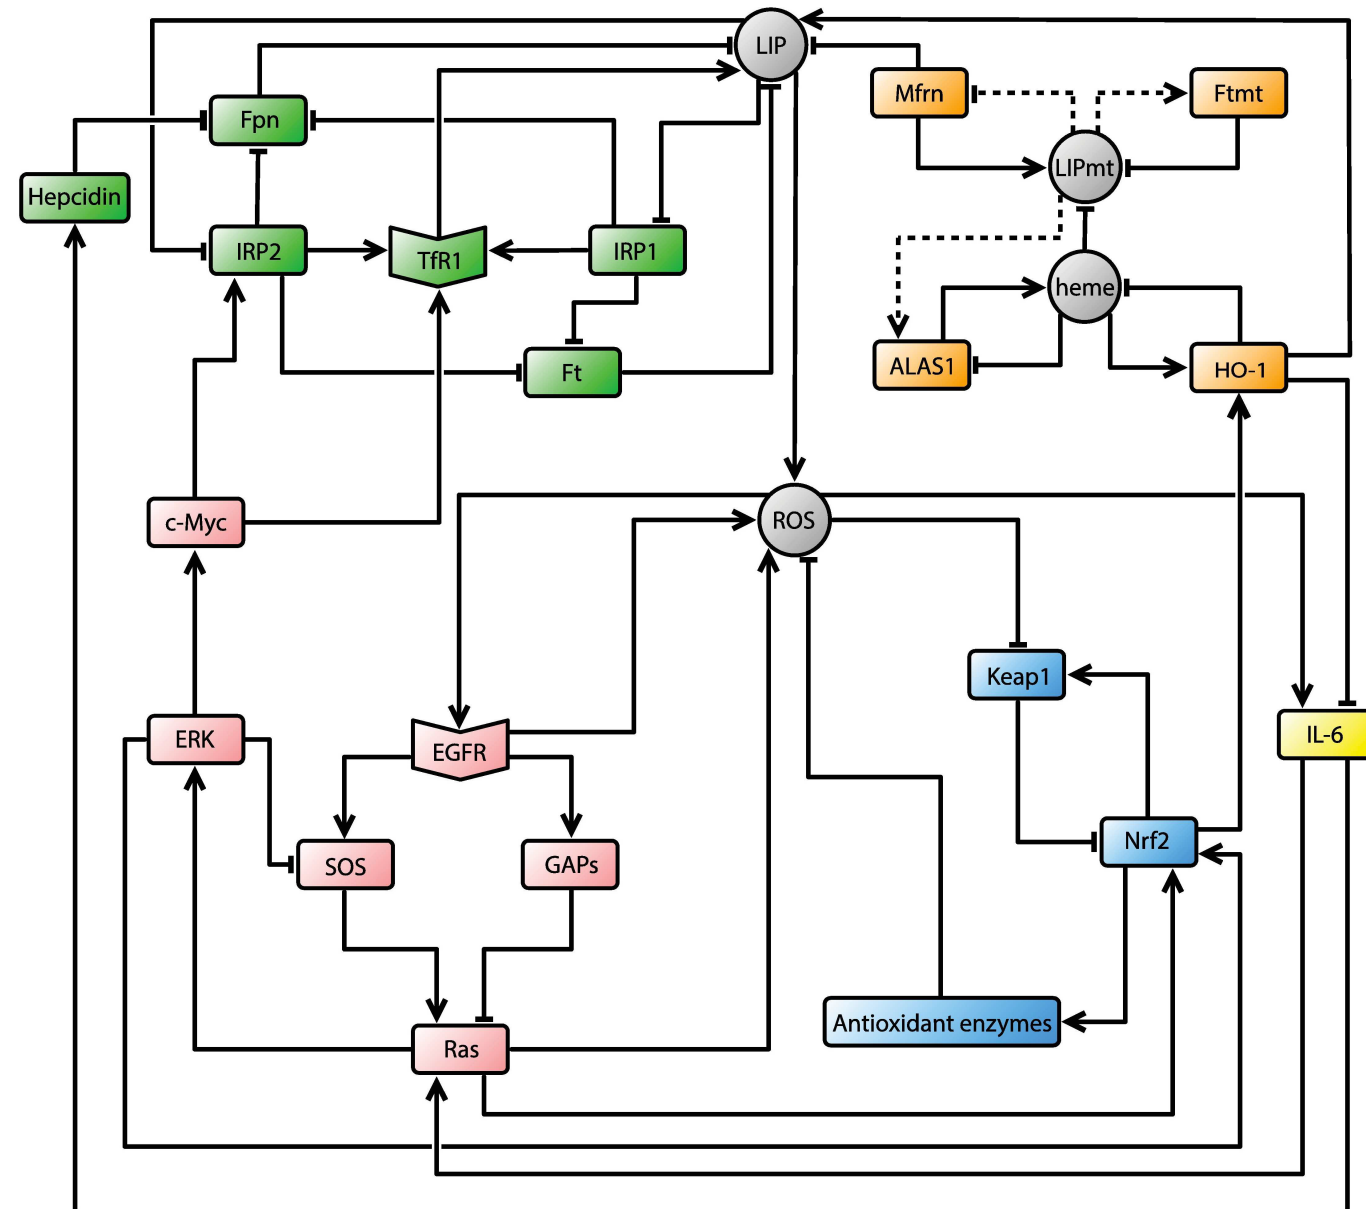 LIP
Mfrn
Ftmt
Fpn
LIPmt
Hepcidin
IRP2
TfR1
IRP1
heme
Ft
ALAS1
HO-1
c-Myc
ROS
Keap1
ERK
EGFR
IL-6
SOS
GAPs
Nrf2
Antioxidant enzymes
Ras